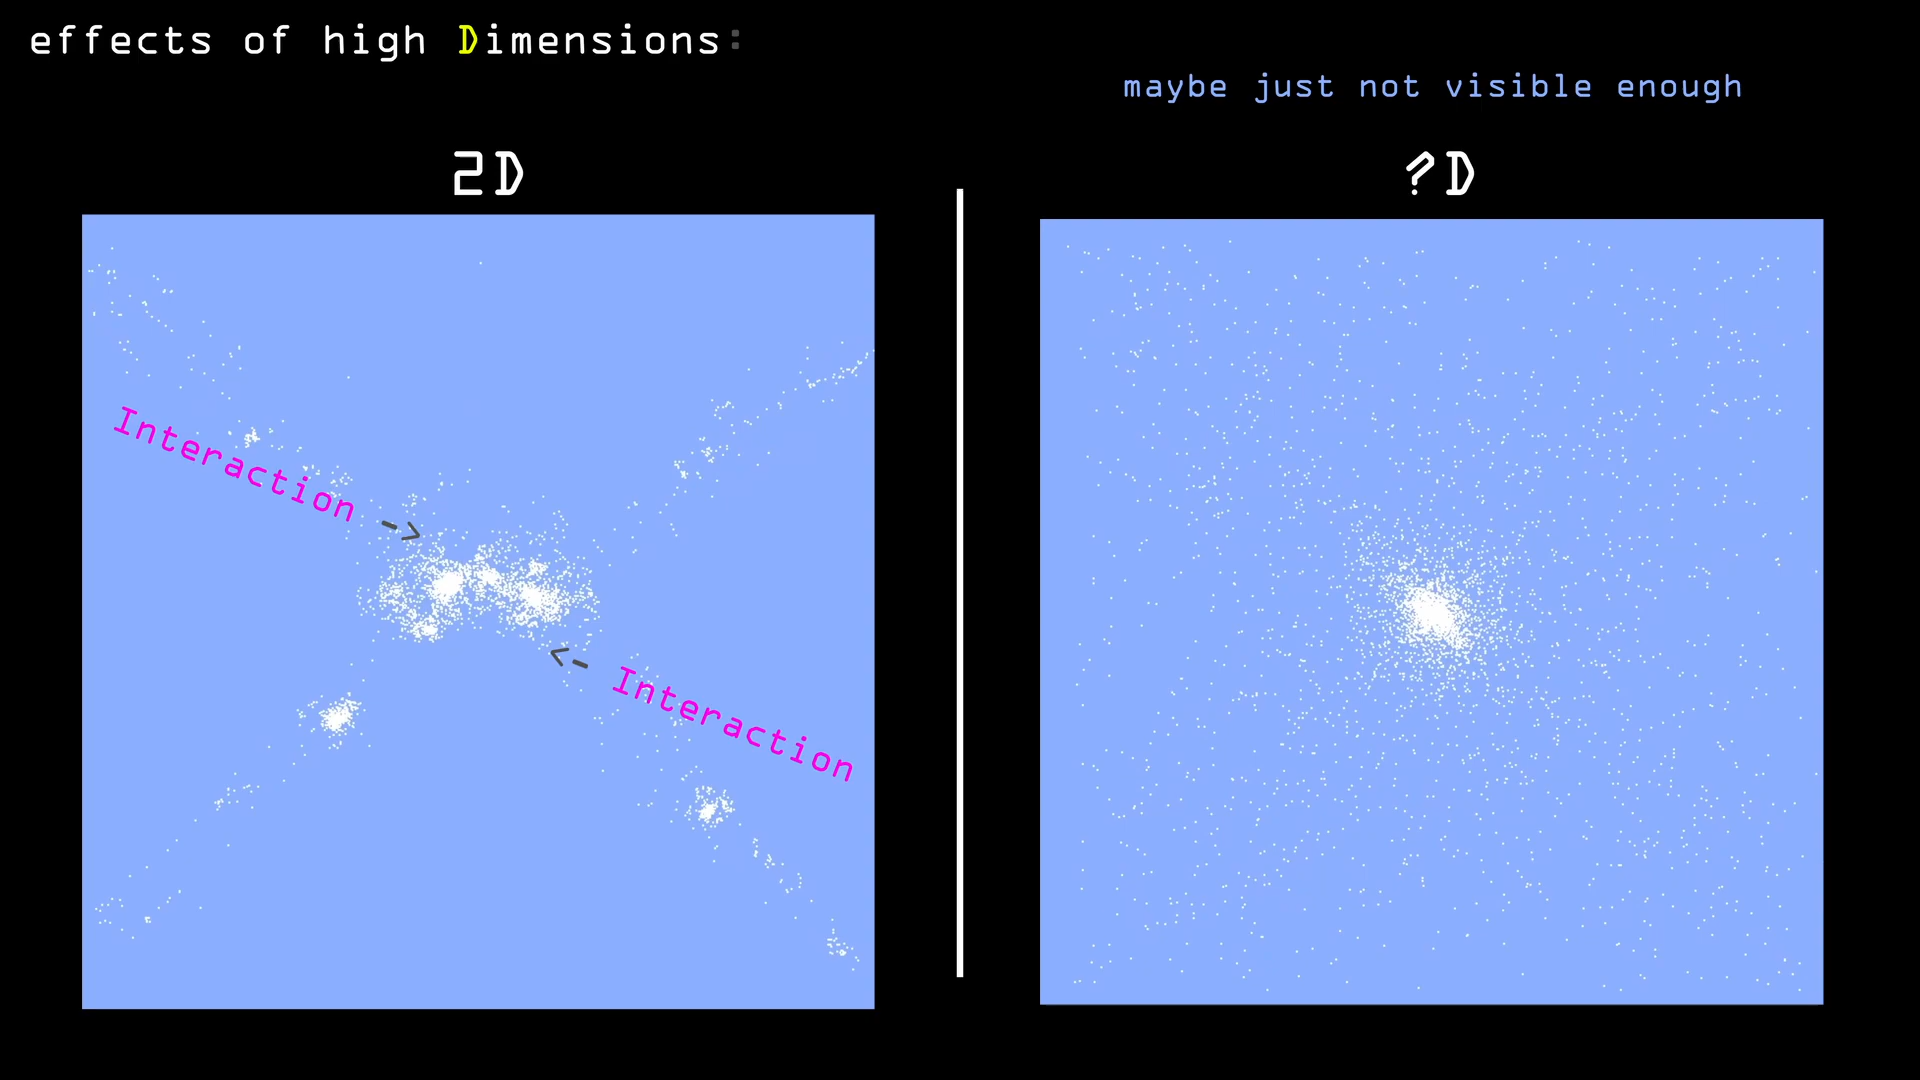 effects of high Dimensions:
maybe just not visible enough
2D
?D
Interaction
-->
<--
Interaction